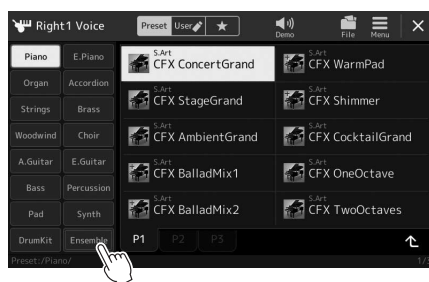 Right1 Voice Preset User ★ Demo File Menu
Piano E.Piano
Organ Accordion
Strings Brass
Woodwind Choir
A.Guitar E.Guitar
Bass Percussion
Pad Synth
DrumKit Ensemble
S.Art CFX ConcertGrand
S.Art CFX WarmPad
S.Art CFX StageGrand
S.Art CFX Shimmer
S.Art CFX AmbientGrand
S.Art CFX CocktailGrand
S.Art CFX BalladMix1
S.Art CFX OneOctave
S.Art CFX BalladMix2
S.Art CFX TwoOctaves
P1 P2 P3
Preset:/Piano/